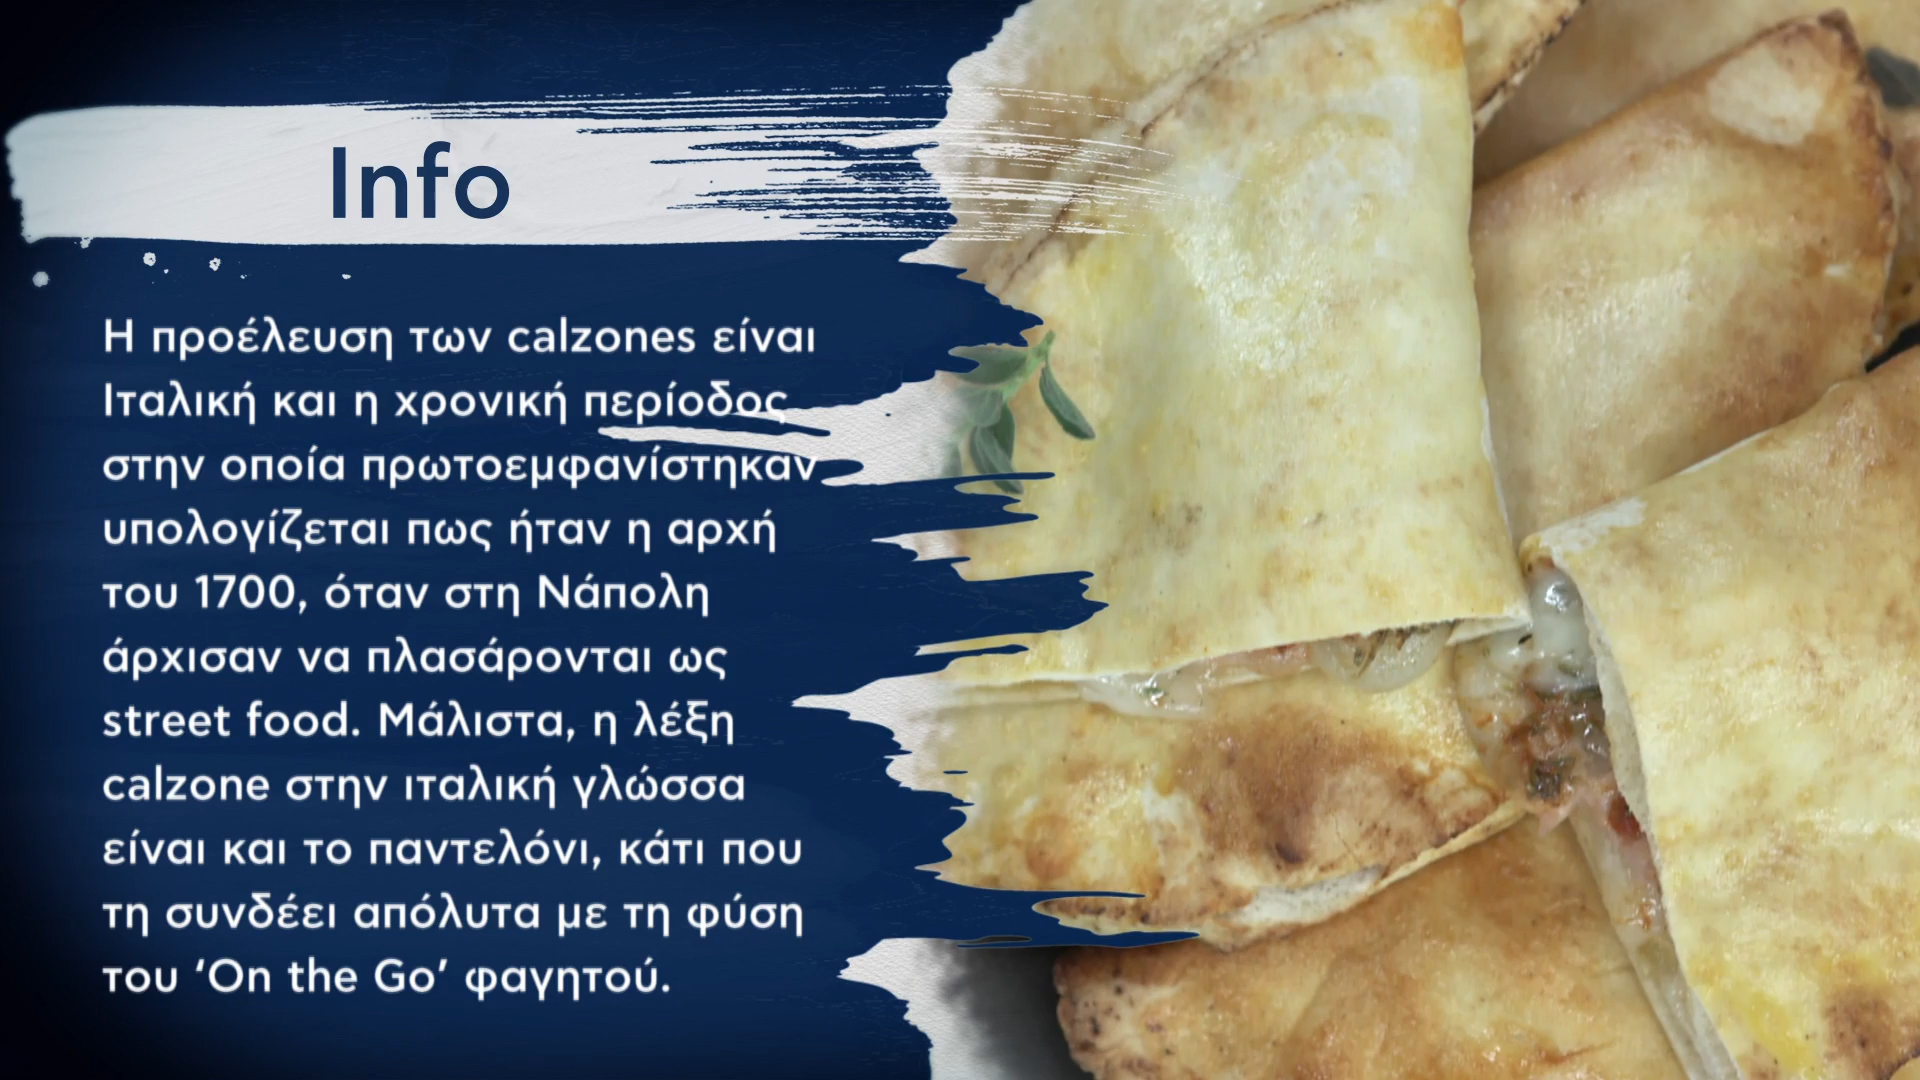 Info
Η προέλευση των calzones είναι
Ιταλική και η χρονική περίοδος
στην οποία πρωτοεμφανίστηκαν
υπολογίζεται πως ήταν η αρχή
του 1700, όταν στη Νάπολη
άρχισαν να πλασάρονται ως
street food. Μάλιστα, η λέξη
calzone στην ιταλική γλώσσα
είναι και το παντελόνι, κάτι που
τη συνδέει απόλυτα με τη φύση
του ‘On the Go’ φαγητού.